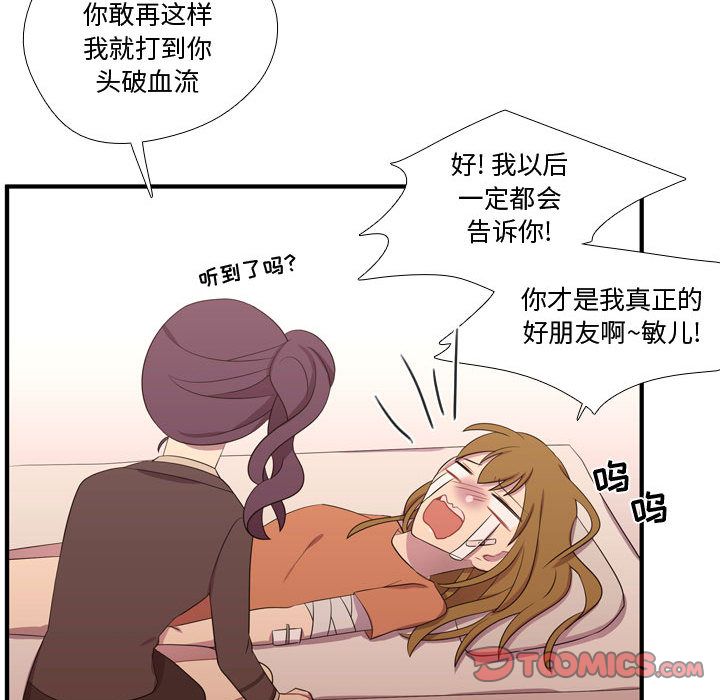 你敢再这样
我就打到你
头破血流
好! 我以后
一定都会
告诉你!
听到了吗?
你才是我真正的
好朋友啊~敏儿!
呜
呜
TOOMICS.COM